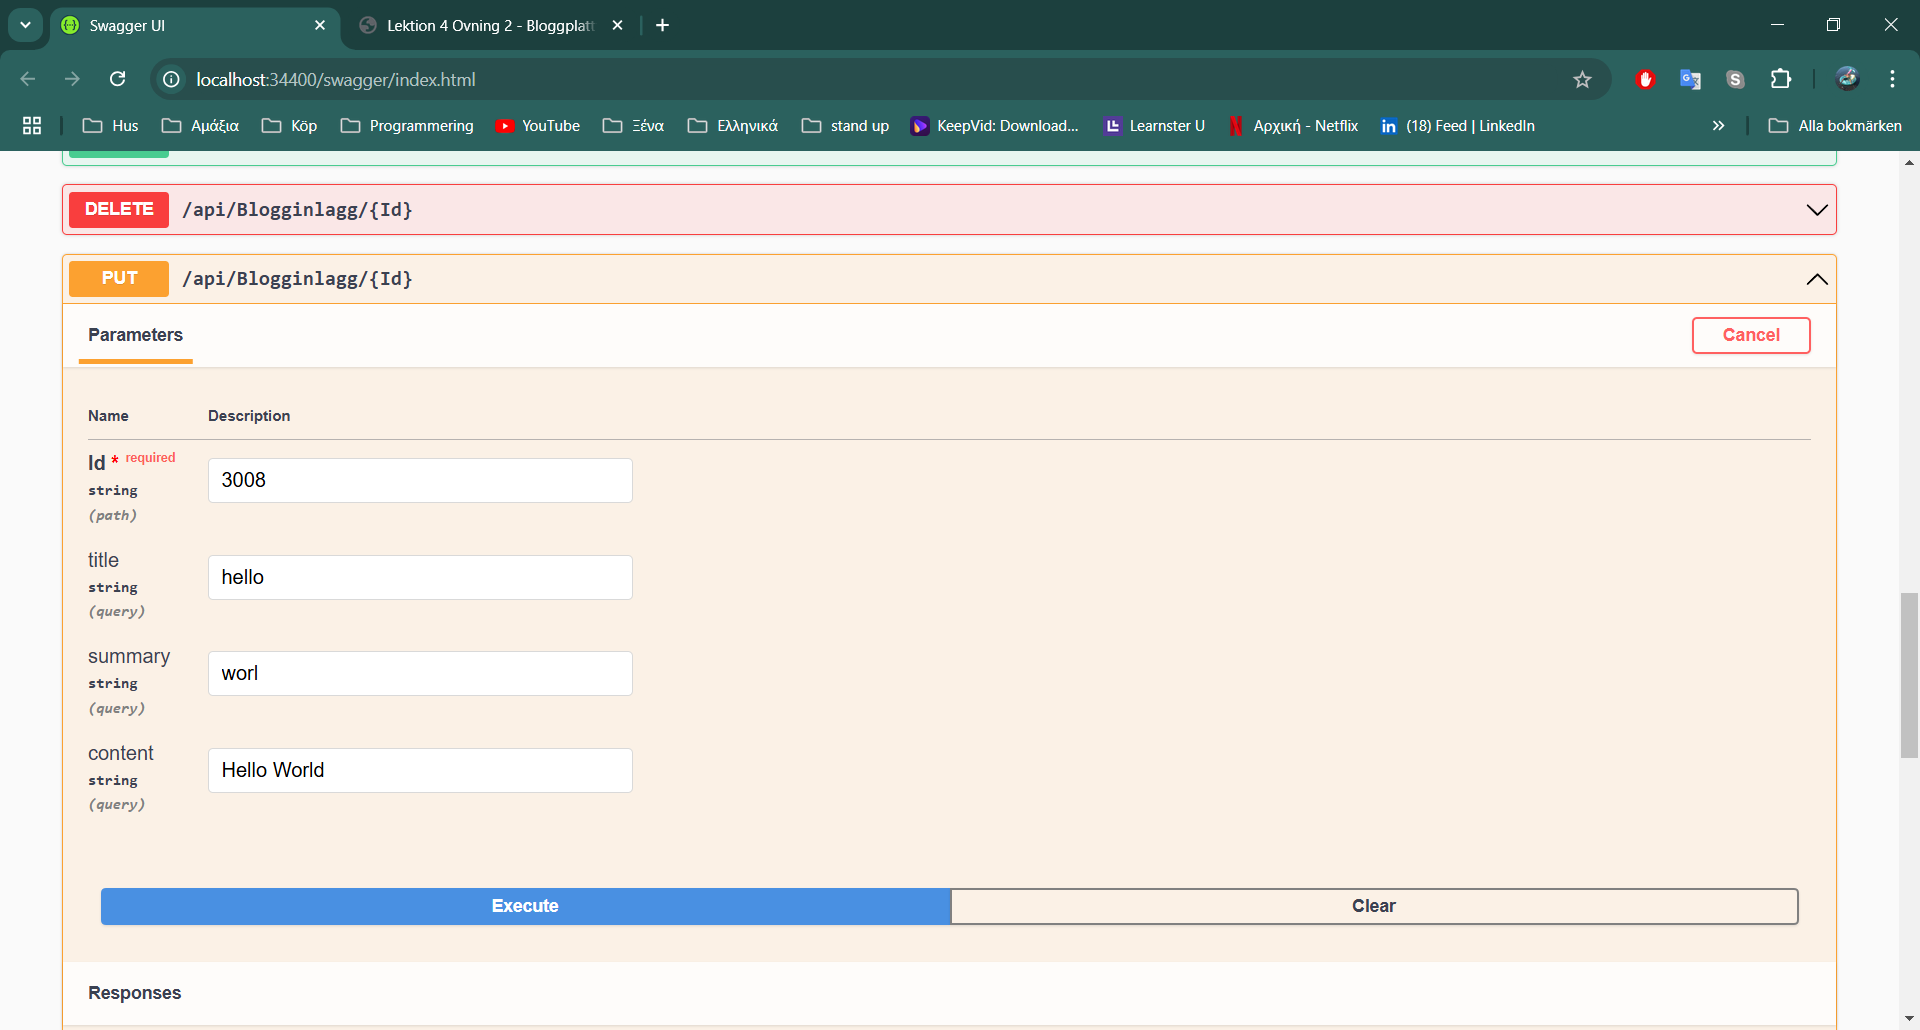 Swagger UI
Lektion 4 Ovning 2 - Bloggplatt
localhost:34400/swagger/index.html
Hus
Αμάξια
Köp
Programmering
YouTube
Ξένα
Ελληνικά
stand up
KeepVid: Download...
Learnster U
Αρχική - Netflix
(18) Feed | LinkedIn
Alla bokmärken
DELETE /api/Blogginlagg/{Id}
PUT /api/Blogginlagg/{Id}
Parameters
Cancel
Name Description
Id * required
string
(path)
3008
title
string
(query)
hello
summary
string
(query)
worl
content
string
(query)
Hello World
Execute
Clear
Responses